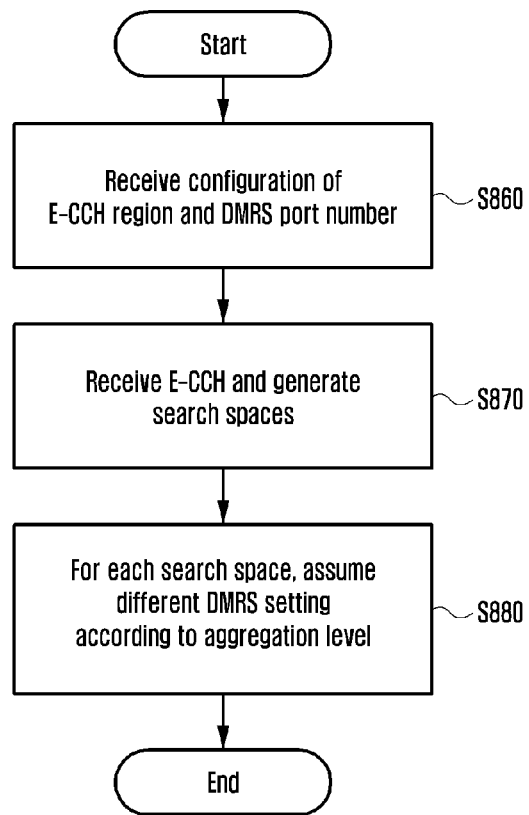 Start
Receive configuration of
E-CCH region and DMRS port number
S860
Receive E-CCH and generate
search spaces
S870
For each search space, assume
different DMRS setting
according to aggregation level
S880
End